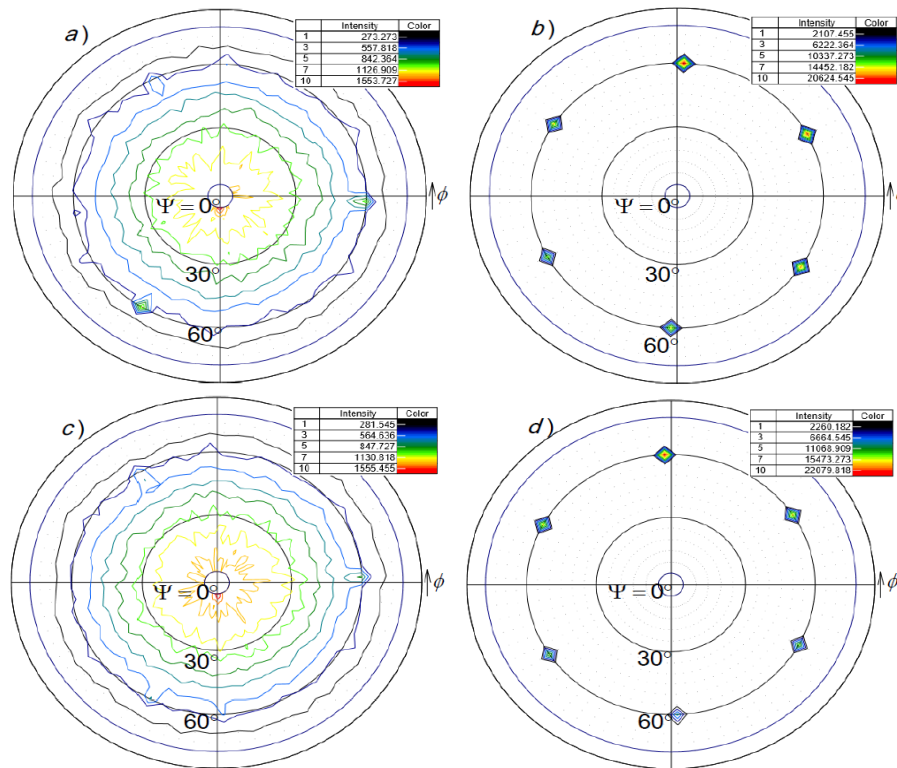 a)
Intensity Color
1 273.273
3 557.818
5 842.364
7 1126.909
10 1553.727
Ψ = 0°
30°
60°
↑ϕ
b)
Intensity Color
1 2107.455
3 6222.364
5 10337.273
7 14452.182
10 20624.545
Ψ = 0°
30°
60°
c)
Intensity Color
1 281.545
3 564.636
5 847.727
7 1130.818
10 1555.455
Ψ = 0°
30°
60°
↑ϕ
d)
Intensity Color
1 2260.182
3 6664.545
5 11068.909
7 15473.273
10 22079.818
Ψ = 0°
30°
60°
↑ϕ